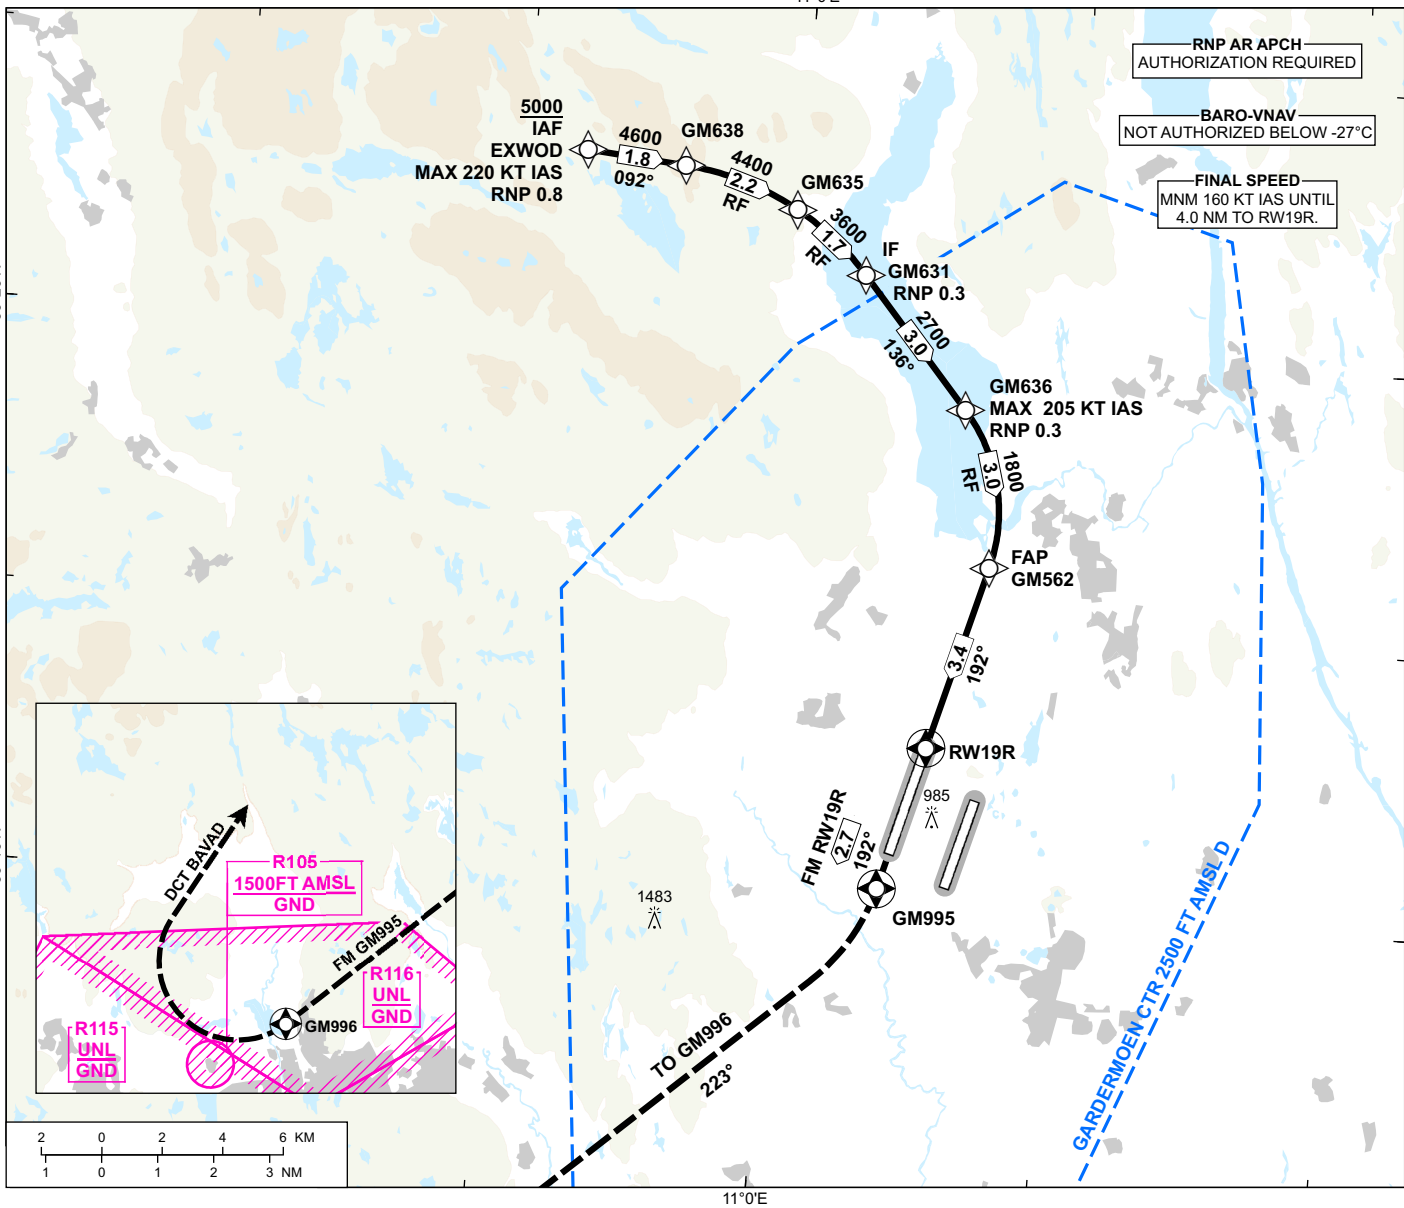 RNP AR APCH
AUTHORIZATION REQUIRED
BARO-VNAV
NOT AUTHORIZED BELOW -27°C
FINAL SPEED
MNM 160 KT IAS UNTIL
4.0 NM TO RW19R.
5000
IAF
EXWOD
MAX 220 KT IAS
RNP 0.8
4600
1.8
092°
GM638
4400
2.2
RF
GM635
3600
1.7
RF
IF
GM631
RNP 0.3
2700
3.0
136°
GM636
MAX 205 KT IAS
RNP 0.3
1800
3.0
RF
FAP
GM562
3.4
192°
RW19R
985
FM RW19R
2.7
192°
GM995
1483
TO GM996
223°
GARDERMOEN CTR 2500 FT AMSL D
DCT BAVAD
R105
1500FT AMSL
GND
FM GM995
R116
UNL
GND
GM996
R115
UNL
GND
2 0 2 4 6 KM
1 0 1 2 3 NM
11°0'E